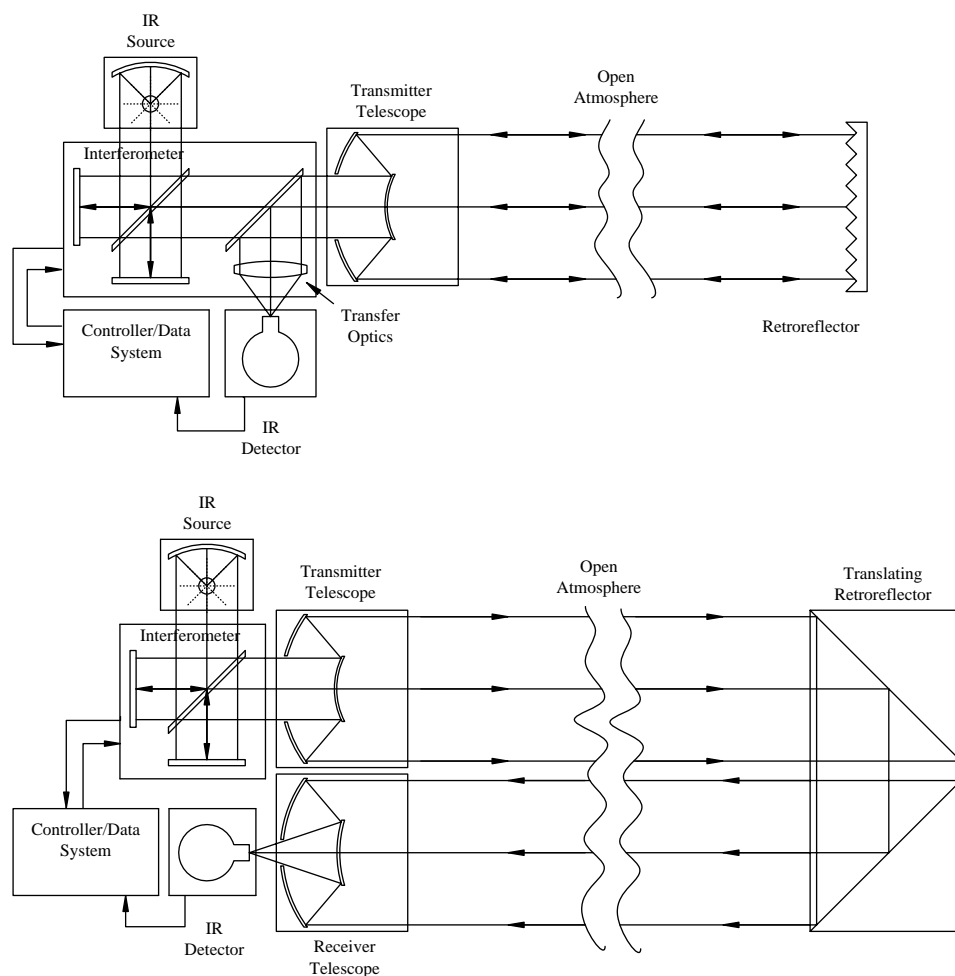 IR
Source
Transmitter
Telescope
Open
Atmosphere
Interferometer
Transfer
Optics
Retroreflector
Controller/Data
System
IR
Detector
IR
Source
Transmitter
Telescope
Open
Atmosphere
Translating
Retroreflector
Interferometer
Controller/Data
System
IR
Detector
Receiver
Telescope